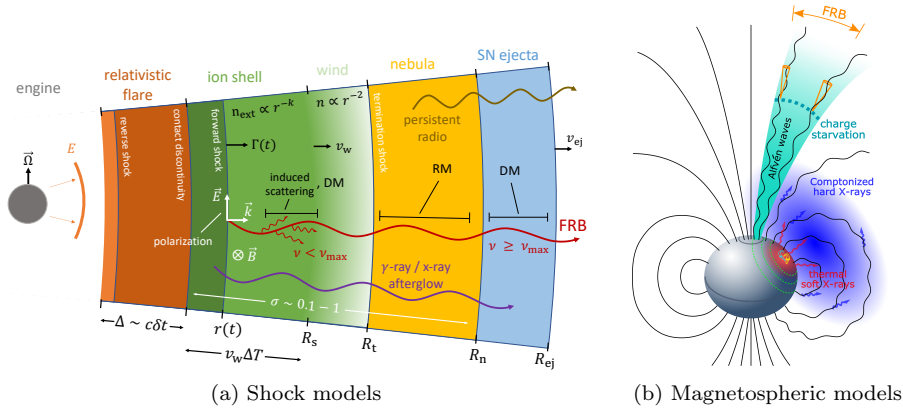 engine
relativistic
flare
ion shell
wind
nebula
SN ejecta
n_ext ∝ r^{-k}
n ∝ r^{-2}
reverse shock
contact discontinuity
forward shock
termination shock
persistent
radio
Ω⃗
E
Γ(t)
v_w
v_ej
induced
scattering, DM
RM
DM
E⃗
k⃗
polarization
ν < ν_max
ν ≥ ν_max
FRB
⊗ B⃗
γ-ray / x-ray
afterglow
σ ~ 0.1 − 1
Δ ~ cδt
r(t)
R_s
R_t
R_n
R_ej
v_w ΔT
(a) Shock models
FRB
charge
starvation
Alfvén waves
Comptonized
hard X-rays
thermal
soft X-rays
(b) Magnetospheric models